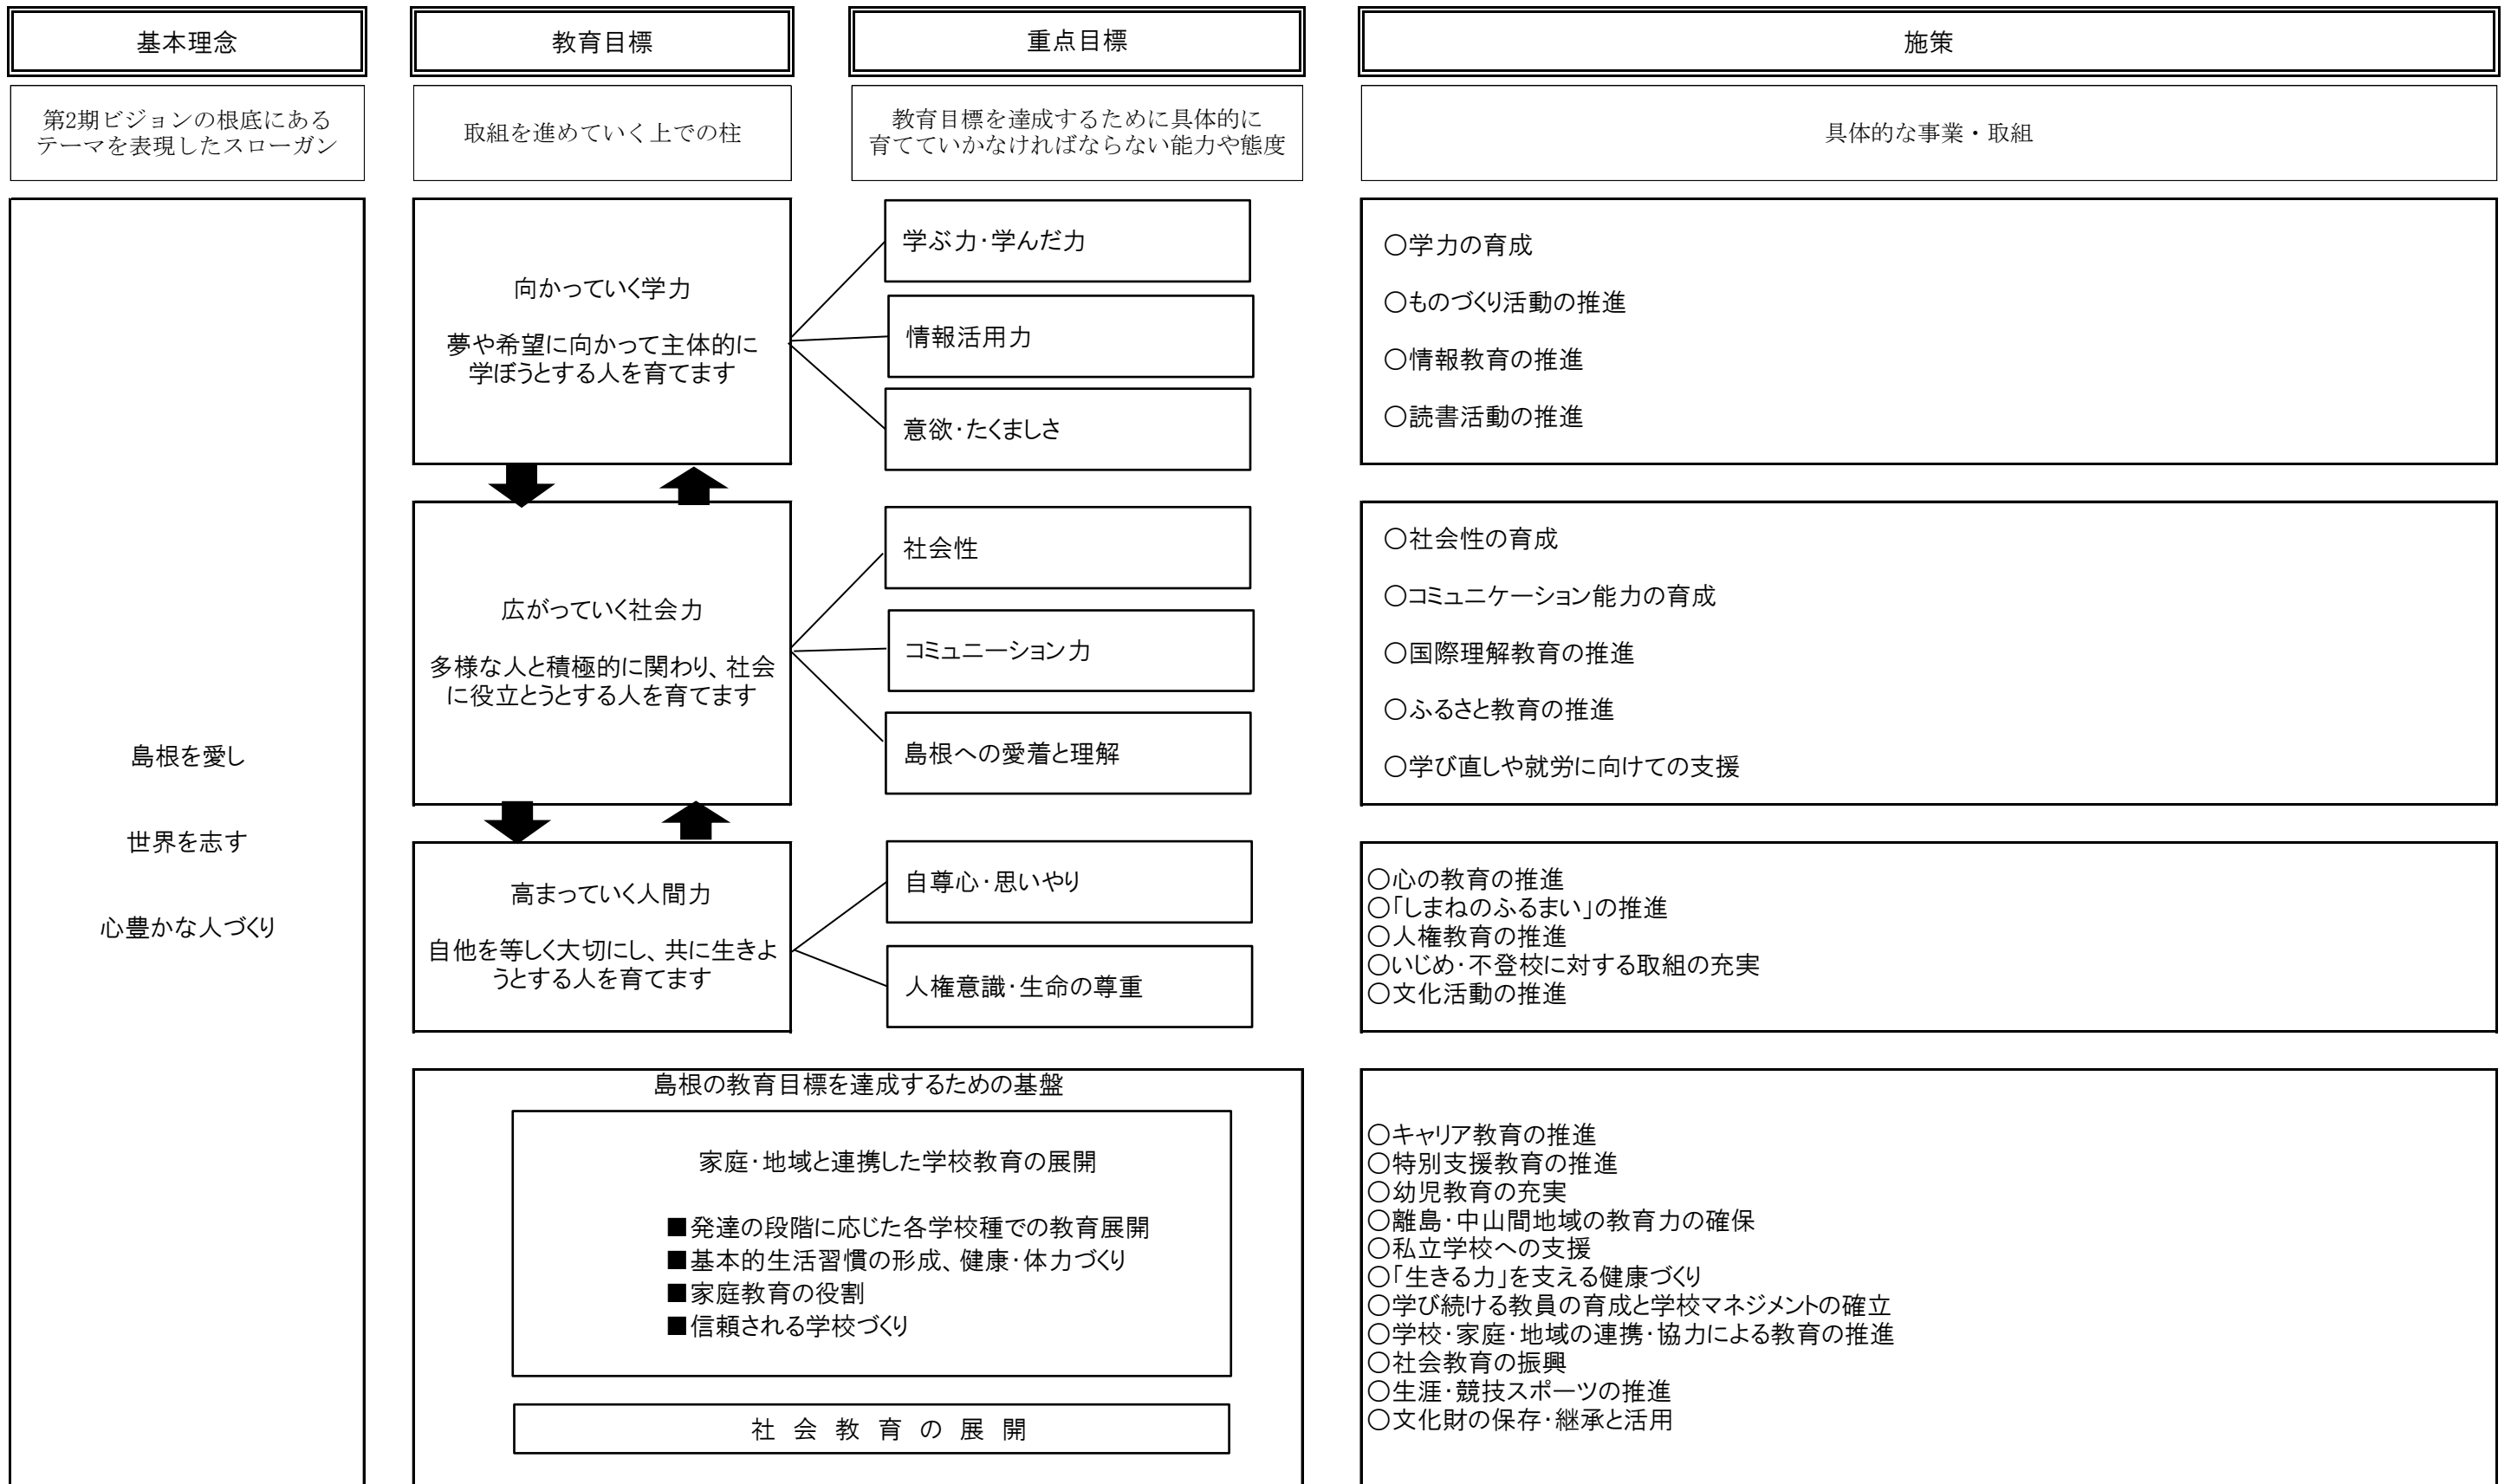 基本理念
教育目標
重点目標
施策
第2期ビジョンの根底にある
テーマを表現したスローガン
取組を進めていく上での柱
教育目標を達成するために具体的に
育てていかなければならない能力や態度
具体的な事業・取組
島根を愛し
世界を志す
心豊かな人づくり
向かっていく学力
夢や希望に向かって主体的に
学ぼうとする人を育てます
学ぶ力・学んだ力
情報活用力
意欲・たくましさ
○学力の育成
○ものづくり活動の推進
○情報教育の推進
○読書活動の推進
広がっていく社会力
多様な人と積極的に関わり、社会
に役立とうとする人を育てます
社会性
コミュニーション力
島根への愛着と理解
○社会性の育成
○コミュニケーション能力の育成
○国際理解教育の推進
○ふるさと教育の推進
○学び直しや就労に向けての支援
高まっていく人間力
自他を等しく大切にし、共に生きよ
うとする人を育てます
自尊心・思いやり
人権意識・生命の尊重
○心の教育の推進
○「しまねのふるまい」の推進
○人権教育の推進
○いじめ・不登校に対する取組の充実
○文化活動の推進
島根の教育目標を達成するための基盤
家庭・地域と連携した学校教育の展開
■発達の段階に応じた各学校種での教育展開
■基本的生活習慣の形成、健康・体力づくり
■家庭教育の役割
■信頼される学校づくり
社会教育の展開
○キャリア教育の推進
○特別支援教育の推進
○幼児教育の充実
○離島・中山間地域の教育力の確保
○私立学校への支援
○「生きる力」を支える健康づくり
○学び続ける教員の育成と学校マネジメントの確立
○学校・家庭・地域の連携・協力による教育の推進
○社会教育の振興
○生涯・競技スポーツの推進
○文化財の保存・継承と活用